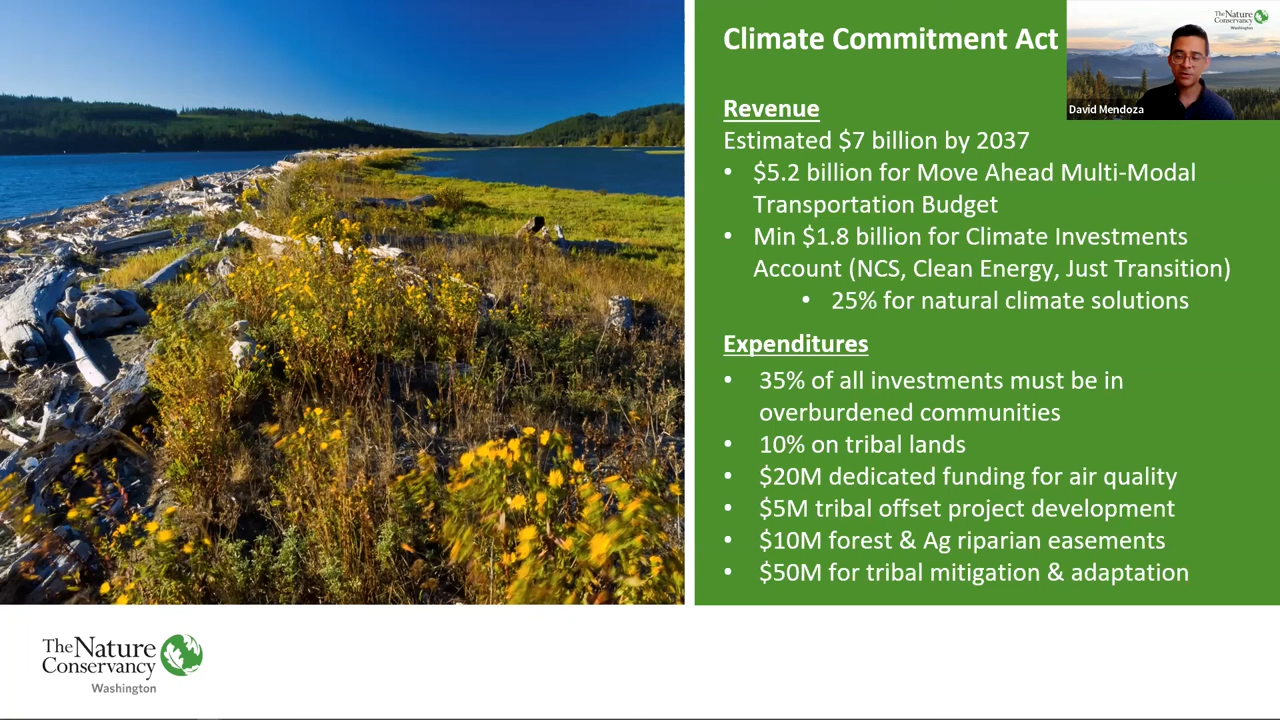 Climate Commitment Act
The Nature
Conservancy
Washington
David Mendoza
Revenue
Estimated $7 billion by 2037
• $5.2 billion for Move Ahead Multi-Modal
Transportation Budget
• Min $1.8 billion for Climate Investments
Account (NCS, Clean Energy, Just Transition)
• 25% for natural climate solutions
Expenditures
• 35% of all investments must be in
overburdened communities
• 10% on tribal lands
• $20M dedicated funding for air quality
• $5M tribal offset project development
• $10M forest & Ag riparian easements
• $50M for tribal mitigation & adaptation
The Nature
Conservancy
Washington